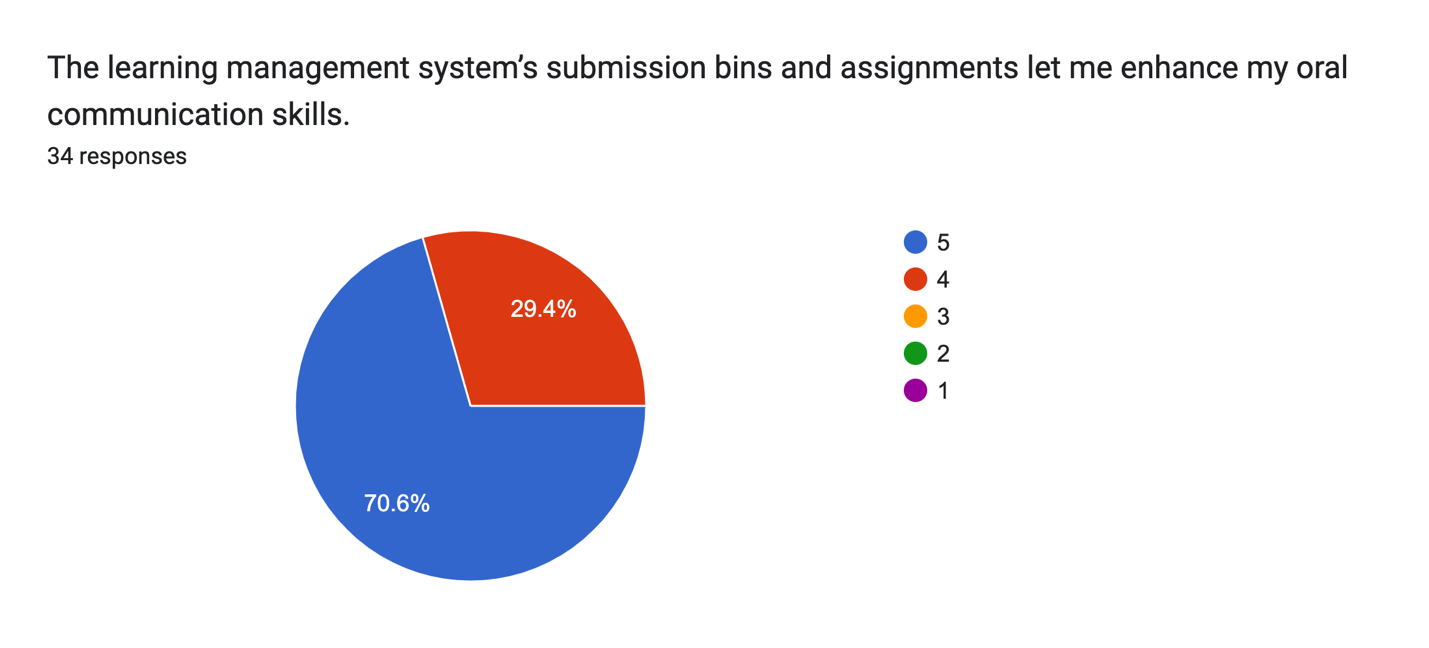 The learning management system’s submission bins and assignments let me enhance my oral
communication skills.
34 responses
29.4%
70.6%
5
4
3
2
1